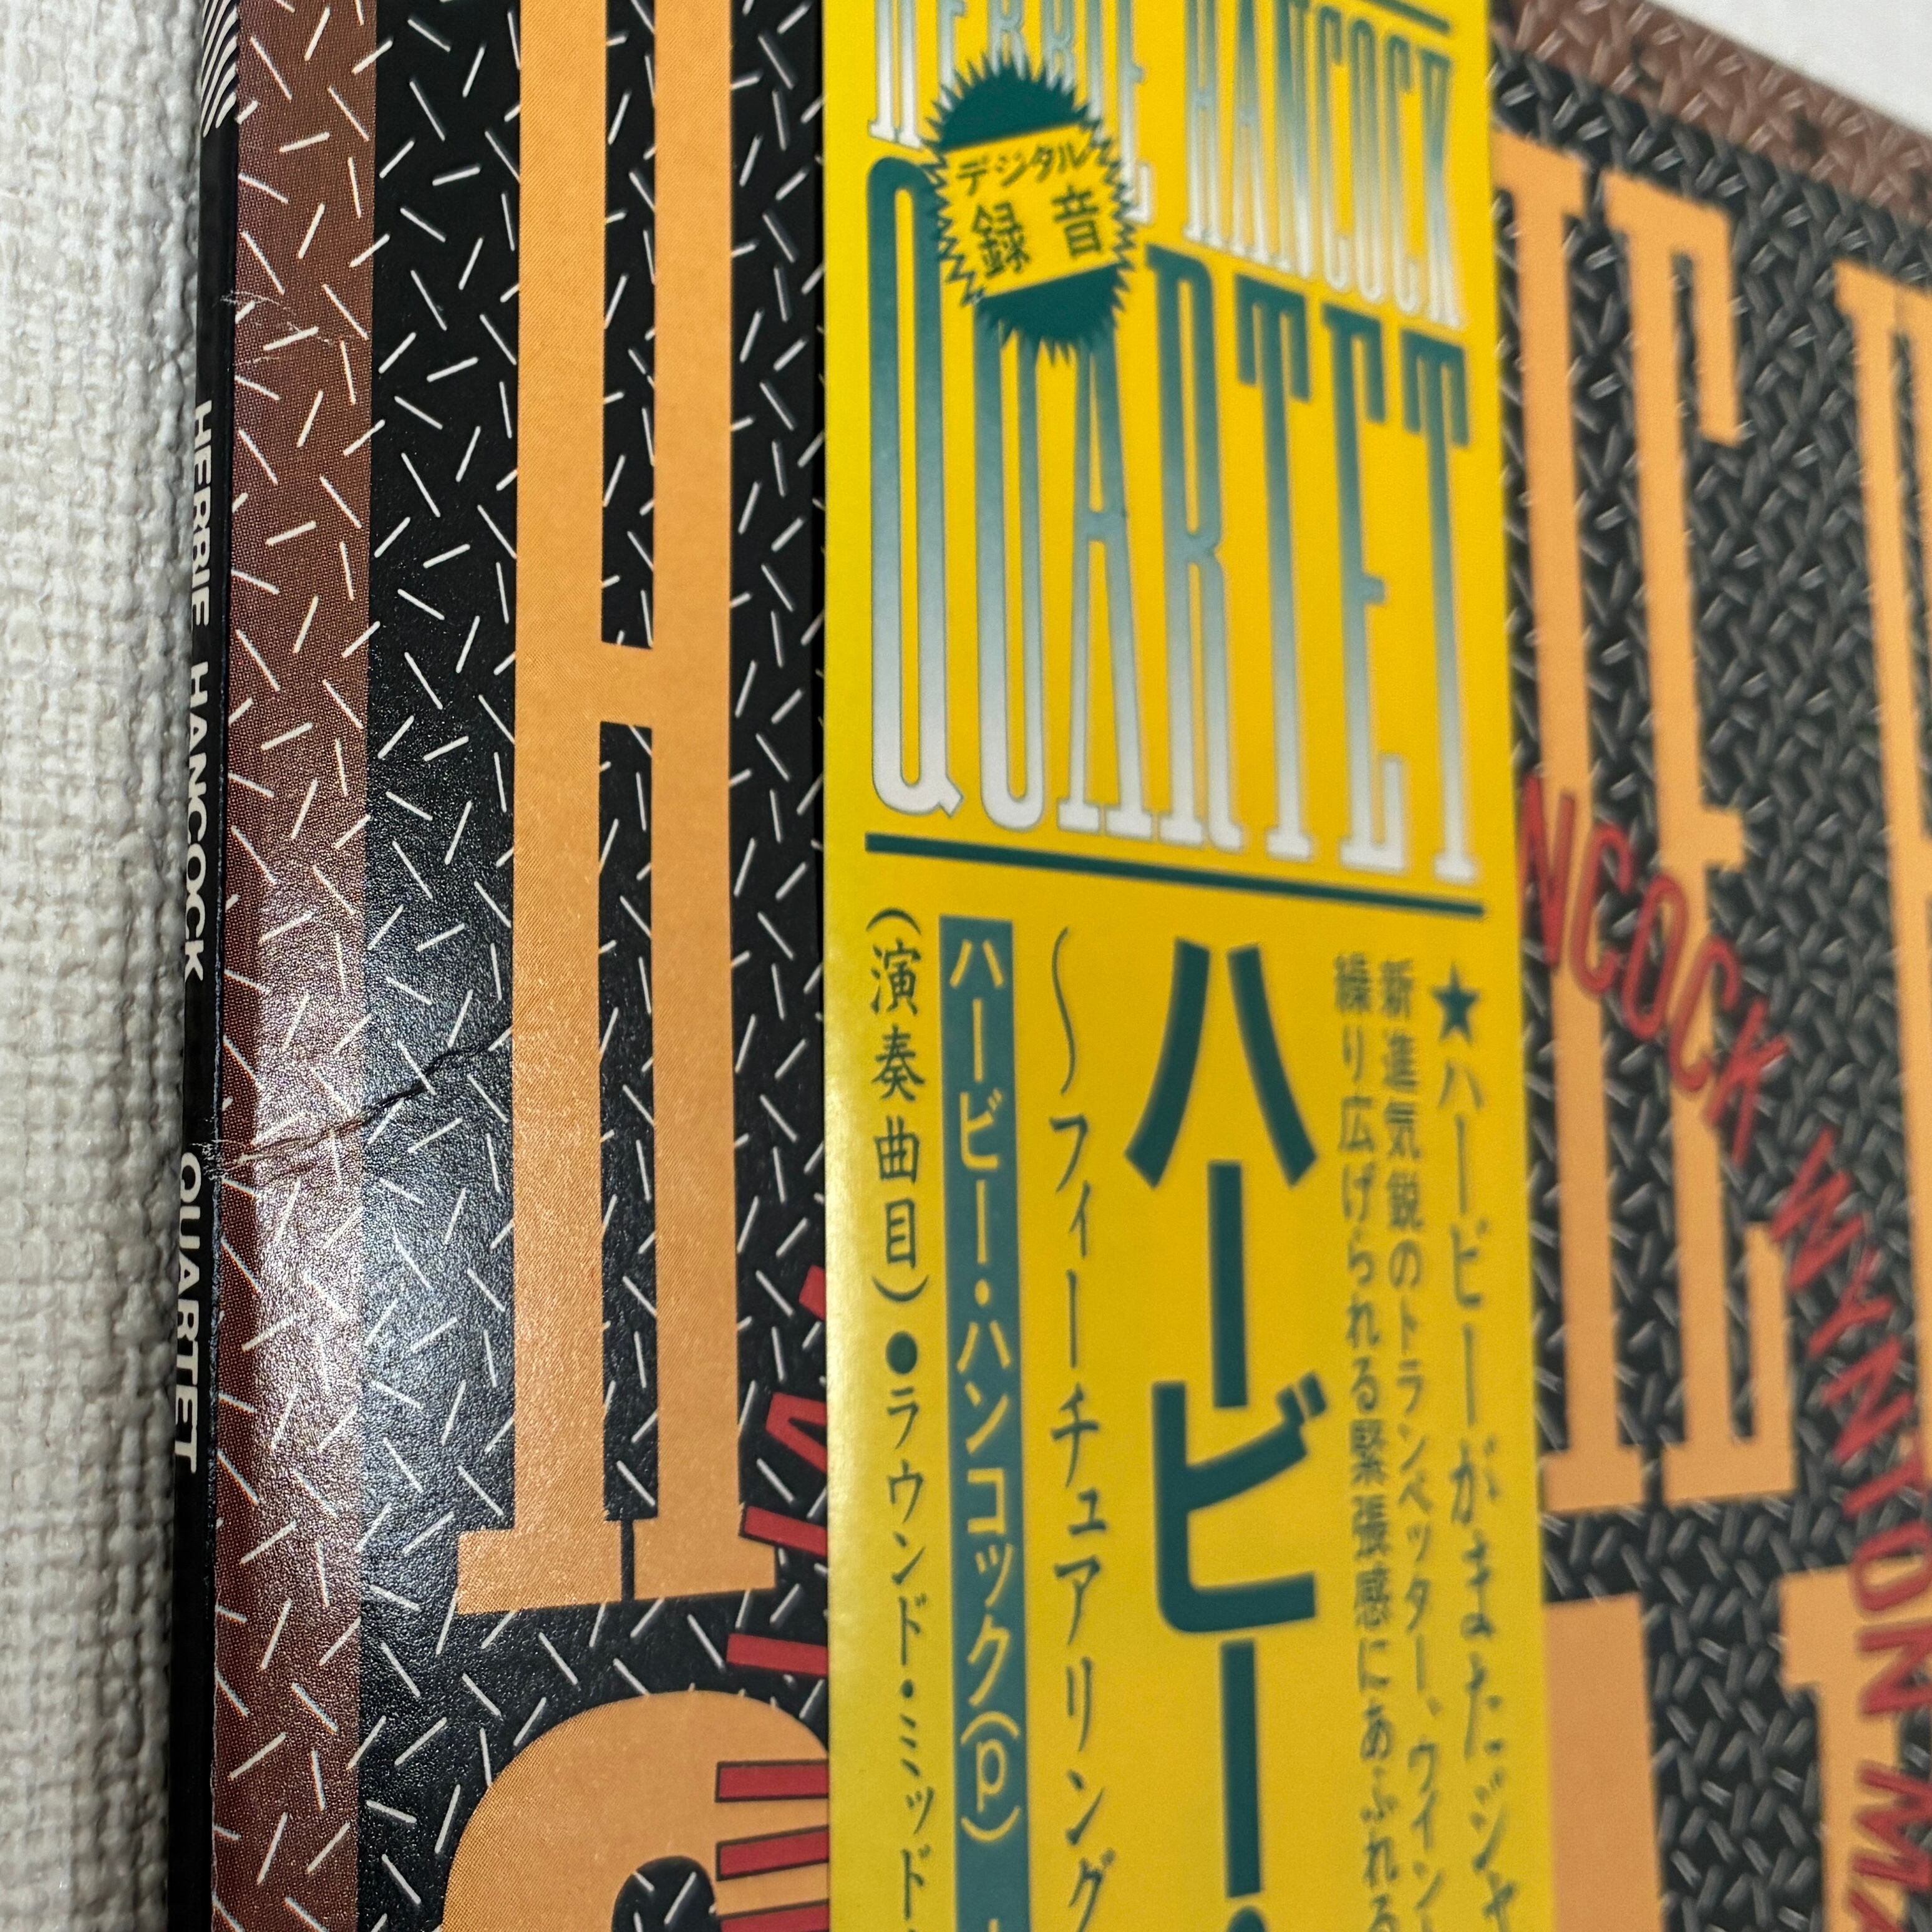 HERBIE HANCOCK QUARTET
HERBIE HANCOCK
QUARTET
デジタル
録音
★ハービーがまたジャ
新進気鋭のトランペッター、ウイント
繰り広げられる緊張感にあふれる
ハービー・
〜フィーチュアリング
ハービー・ハンコック(p)
(演奏曲目)●ラウンド・ミッド
NCOCK WYNTON MA